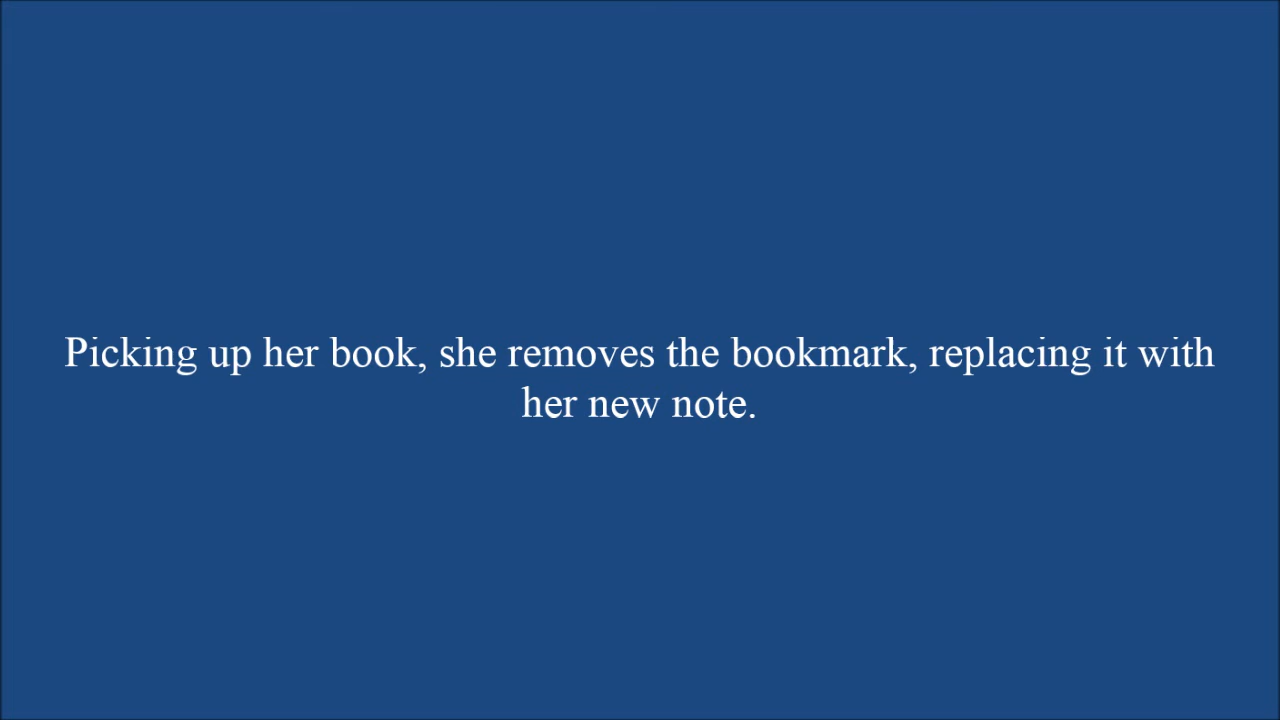 Picking up her book, she removes the bookmark, replacing it with
her new note.